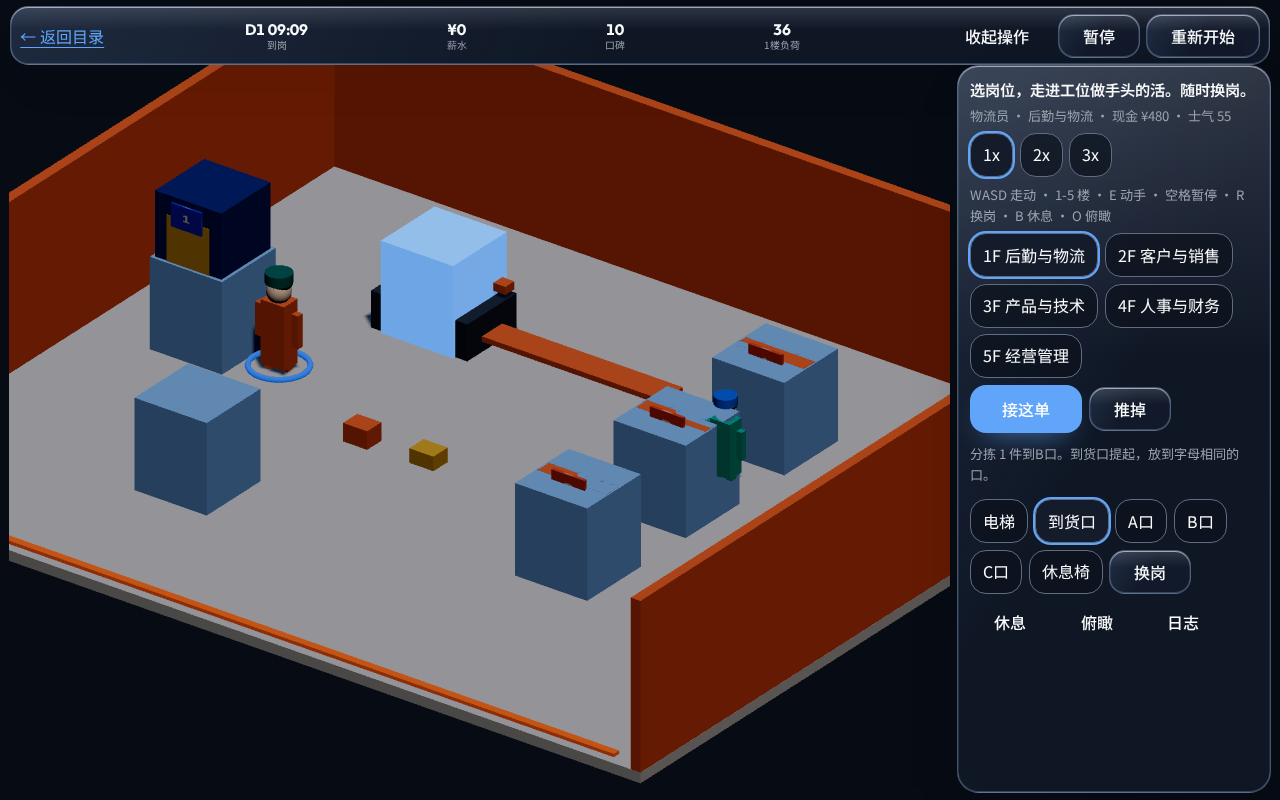 ← 返回目录
D1 09:09
到岗
¥0
薪水
10
口碑
36
1楼负荷
收起操作
暂停
重新开始
选岗位，走进工位做手头的活。随时换岗。
物流员 · 后勤与物流 · 现金 ¥480 · 士气 55
1x
2x
3x
WASD 走动 · 1-5 楼 · E 动手 · 空格暂停 · R
换岗 · B 休息 · O 俯瞰
1F 后勤与物流
2F 客户与销售
3F 产品与技术
4F 人事与财务
5F 经营管理
接这单
推掉
分拣 1 件到B口。到货口提起，放到字母相同的
口。
电梯
到货口
A口
B口
C口
休息椅
换岗
休息
俯瞰
日志
1